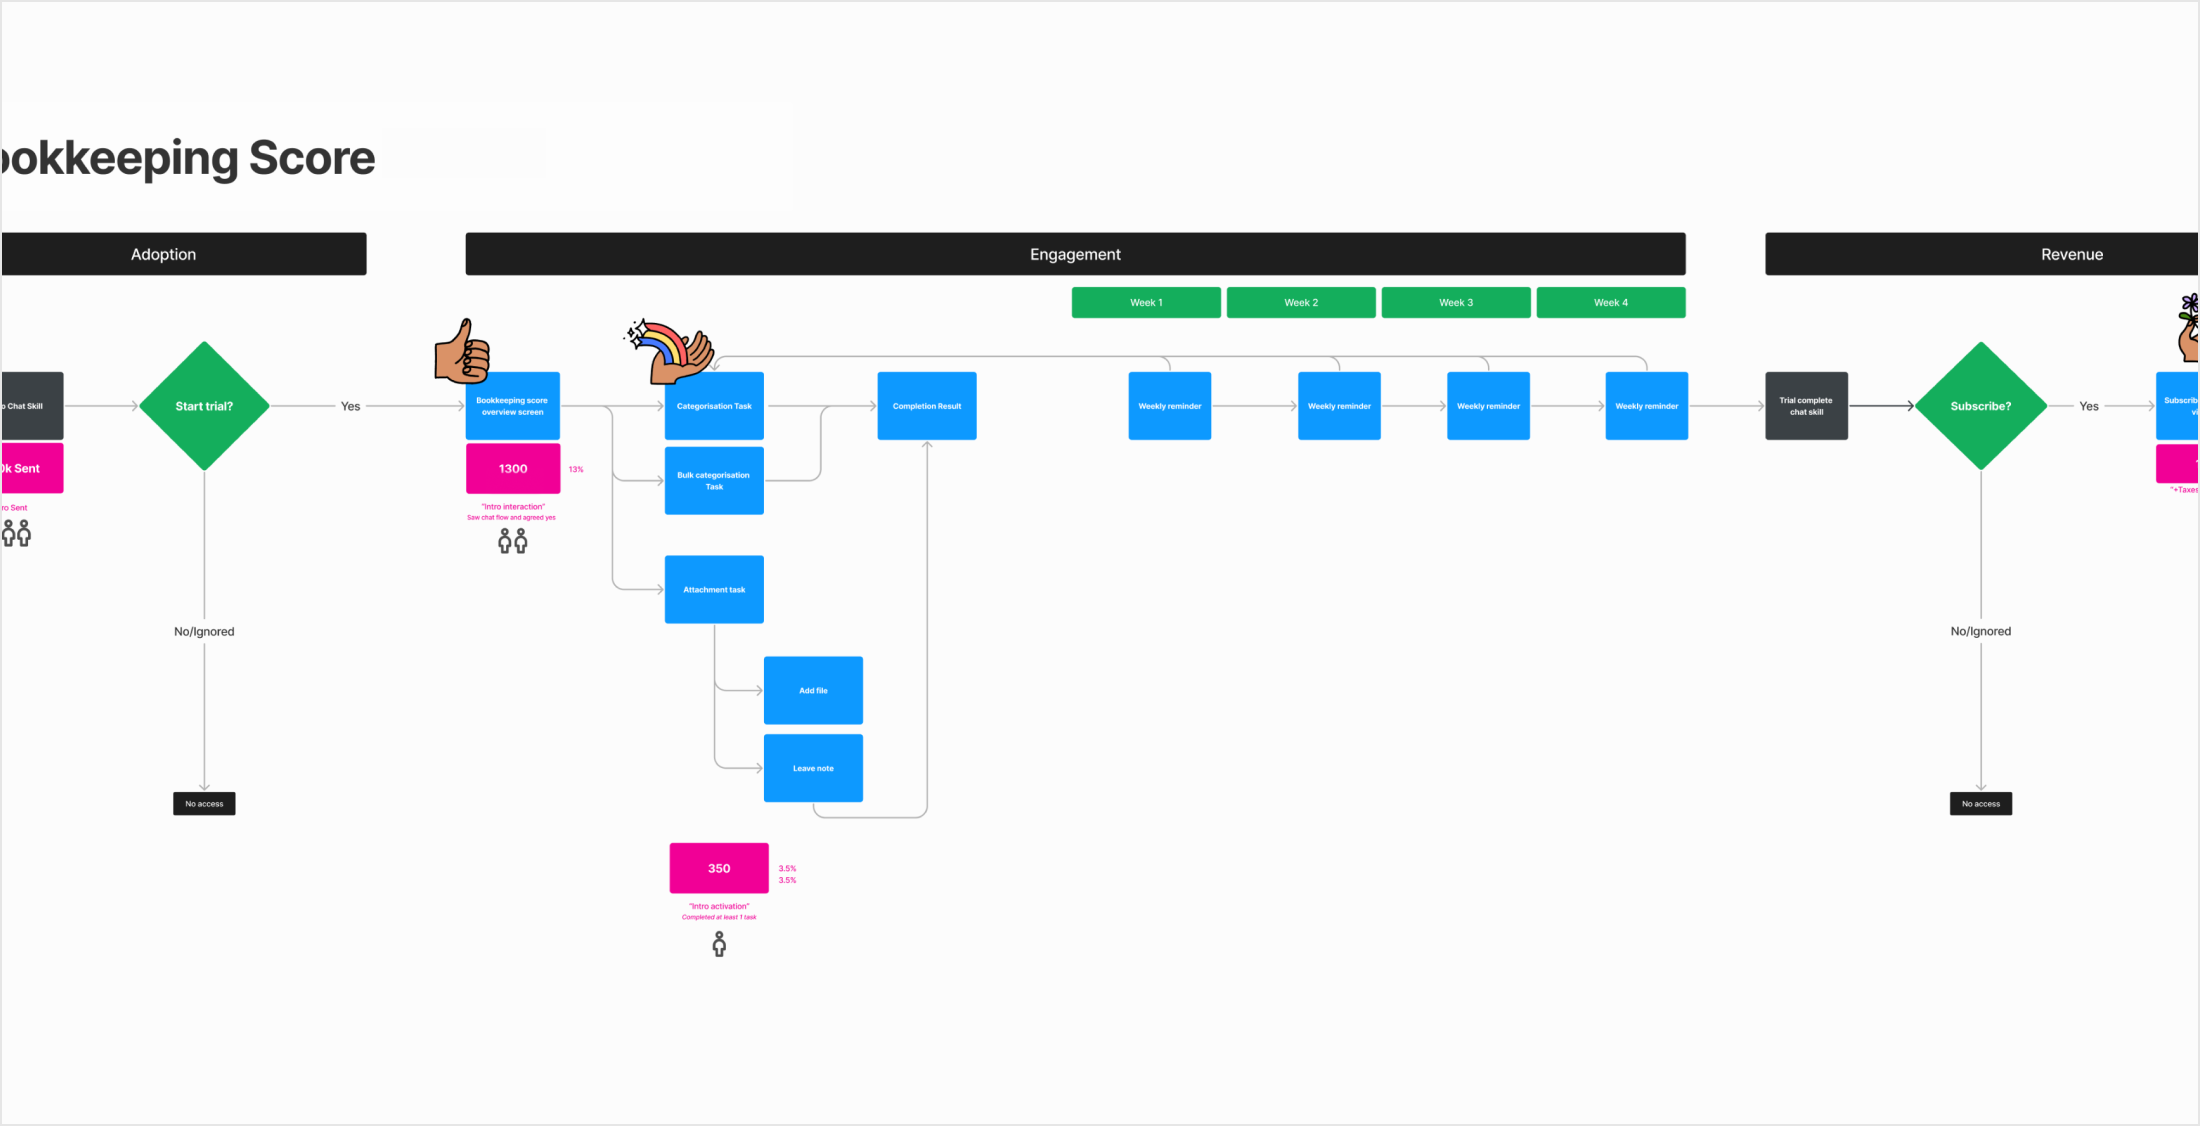 ookkeeping Score
Adoption
Engagement
Revenue
Week 1
Week 2
Week 3
Week 4
o Chat Skill
Start trial?
Yes
Bookkeeping score
overview screen
Categorisation Task
Completion Result
Weekly reminder
Weekly reminder
Weekly reminder
Weekly reminder
Trial complete
chat skill
Subscribe?
Yes
Subscrib
vi
0k Sent
ro Sent
1300
13%
"Intro interaction"
Saw chat flow and agreed yes
Bulk categorisation
Task
"+Taxes
Attachment task
No/Ignored
No/Ignored
Add file
Leave note
No access
No access
350
3.5%
3.5%
"Intro activation"
Completed at least 1 task